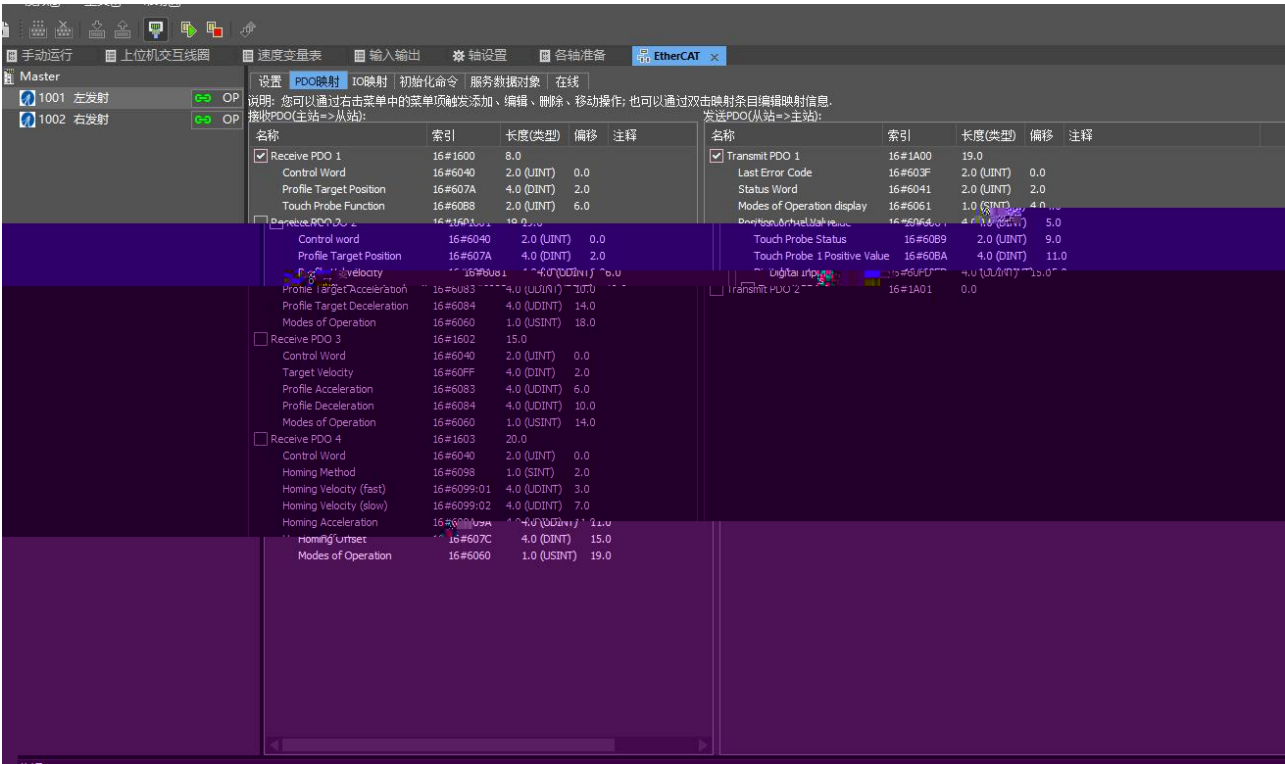 手动运行 上位机交互线圈 速度变量表 输入输出 轴设置 各轴准备 EtherCAT
Master
1001 左发射 OP
1002 右发射 OP
设置 PDO映射 IO映射 初始化命令 服务数据对象 在线
说明: 您可以通过右击菜单中的菜单项触发添加、编辑、删除、移动操作; 也可以通过双击映射条目编辑映射信息.
接收PDO(主站=>从站):
名称 索引 长度(类型) 偏移 注释
Receive PDO 1 16#1600 8.0
Control Word 16#6040 2.0 (UINT) 0.0
Profile Target Position 16#607A 4.0 (DINT) 2.0
Touch Probe Function 16#60B8 2.0 (UINT) 6.0
Control word 16#6040 2.0 (UINT) 0.0
Profile Target Position 16#607A 4.0 (DINT) 2.0
velocity
Profile Target Acceleration 16#6083 4.0 (UDINT) 10.0
Profile Target Deceleration 16#6084 4.0 (UDINT) 14.0
Modes of Operation 16#6060 1.0 (USINT) 18.0
Receive PDO 3 16#1602 15.0
Control Word 16#6040 2.0 (UINT) 0.0
Target Velocity 16#60FF 4.0 (DINT) 2.0
Profile Acceleration 16#6083 4.0 (UDINT) 6.0
Profile Deceleration 16#6084 4.0 (UDINT) 10.0
Modes of Operation 16#6060 1.0 (USINT) 14.0
Receive PDO 4 16#1603 20.0
Control Word 16#6040 2.0 (UINT) 0.0
Homing Method 16#6098 1.0 (SINT) 2.0
Homing Velocity (fast) 16#6099:01 4.0 (UDINT) 3.0
Homing Velocity (slow) 16#6099:02 4.0 (UDINT) 7.0
Homing Acceleration 11.0
Homing Offset 16#607C 4.0 (DINT) 15.0
Modes of Operation 16#6060 1.0 (USINT) 19.0
发送PDO(从站=>主站):
名称 索引 长度(类型) 偏移 注释
Transmit PDO 1 16#1A00 19.0
Last Error Code 16#603F 2.0 (UINT) 0.0
Status Word 16#6041 2.0 (UINT) 2.0
Modes of Operation display 16#6061 1.0 (SINT) 4.0
5.0
Touch Probe Status 16#60B9 2.0 (UINT) 9.0
Touch Probe 1 Positive Value 16#60BA 4.0 (DINT) 11.0
Transmit PDO 2 16#1A01 0.0